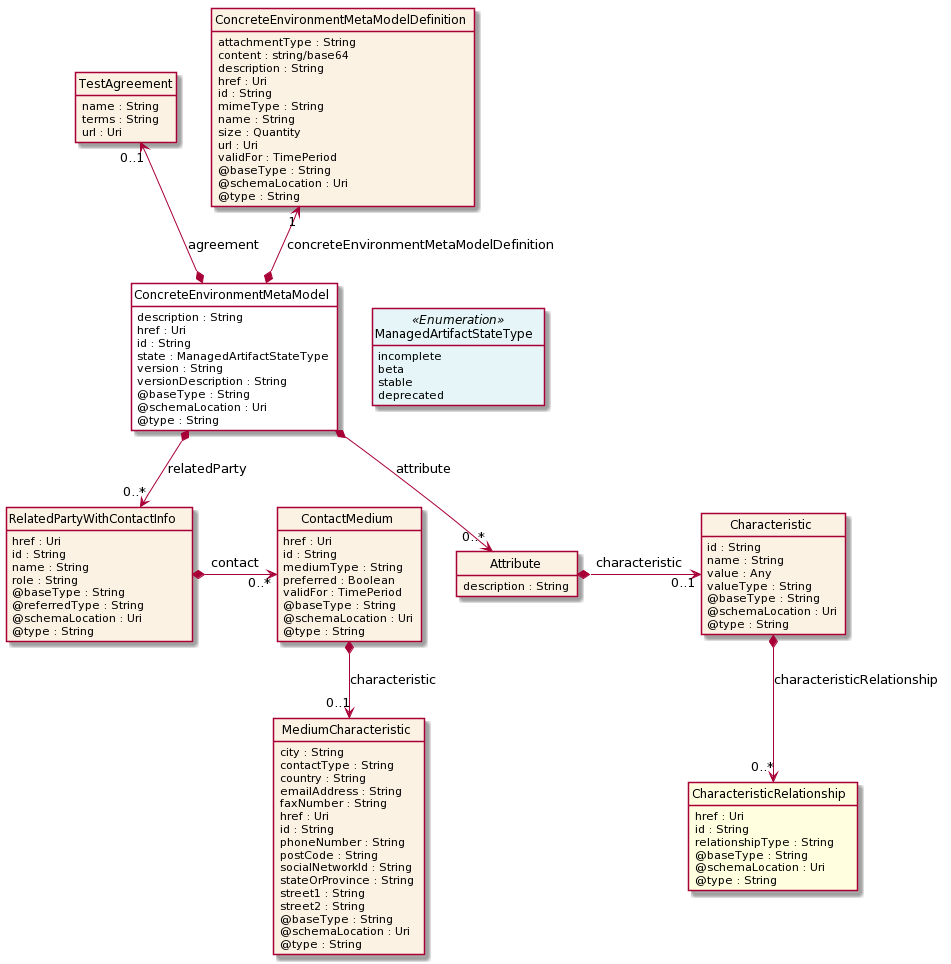 ConcreteEnvironmentMetaModelDefinition
attachmentType : String
content : string/base64
description : String
href : Uri
id : String
mimeType : String
name : String
size : Quantity
url : Uri
validFor : TimePeriod
@baseType : String
@schemaLocation : Uri
@type : String
TestAgreement
name : String
terms : String
url : Uri
0..1
1
agreement
concreteEnvironmentMetaModelDefinition
ConcreteEnvironmentMetaModel
description : String
href : Uri
id : String
state : ManagedArtifactStateType
version : String
versionDescription : String
@baseType : String
@schemaLocation : Uri
@type : String
«Enumeration»
ManagedArtifactStateType
incomplete
beta
stable
deprecated
relatedParty
0..*
attribute
0..*
RelatedPartyWithContactInfo
href : Uri
id : String
name : String
role : String
@baseType : String
@referredType : String
@schemaLocation : Uri
@type : String
contact
0..*
ContactMedium
href : Uri
id : String
mediumType : String
preferred : Boolean
validFor : TimePeriod
@baseType : String
@schemaLocation : Uri
@type : String
Attribute
description : String
characteristic
0..1
Characteristic
id : String
name : String
value : Any
valueType : String
@baseType : String
@schemaLocation : Uri
@type : String
characteristic
0..1
characteristicRelationship
0..*
MediumCharacteristic
city : String
contactType : String
country : String
emailAddress : String
faxNumber : String
href : Uri
id : String
phoneNumber : String
postCode : String
socialNetworkId : String
stateOrProvince : String
street1 : String
street2 : String
@baseType : String
@schemaLocation : Uri
@type : String
CharacteristicRelationship
href : Uri
id : String
relationshipType : String
@baseType : String
@schemaLocation : Uri
@type : String